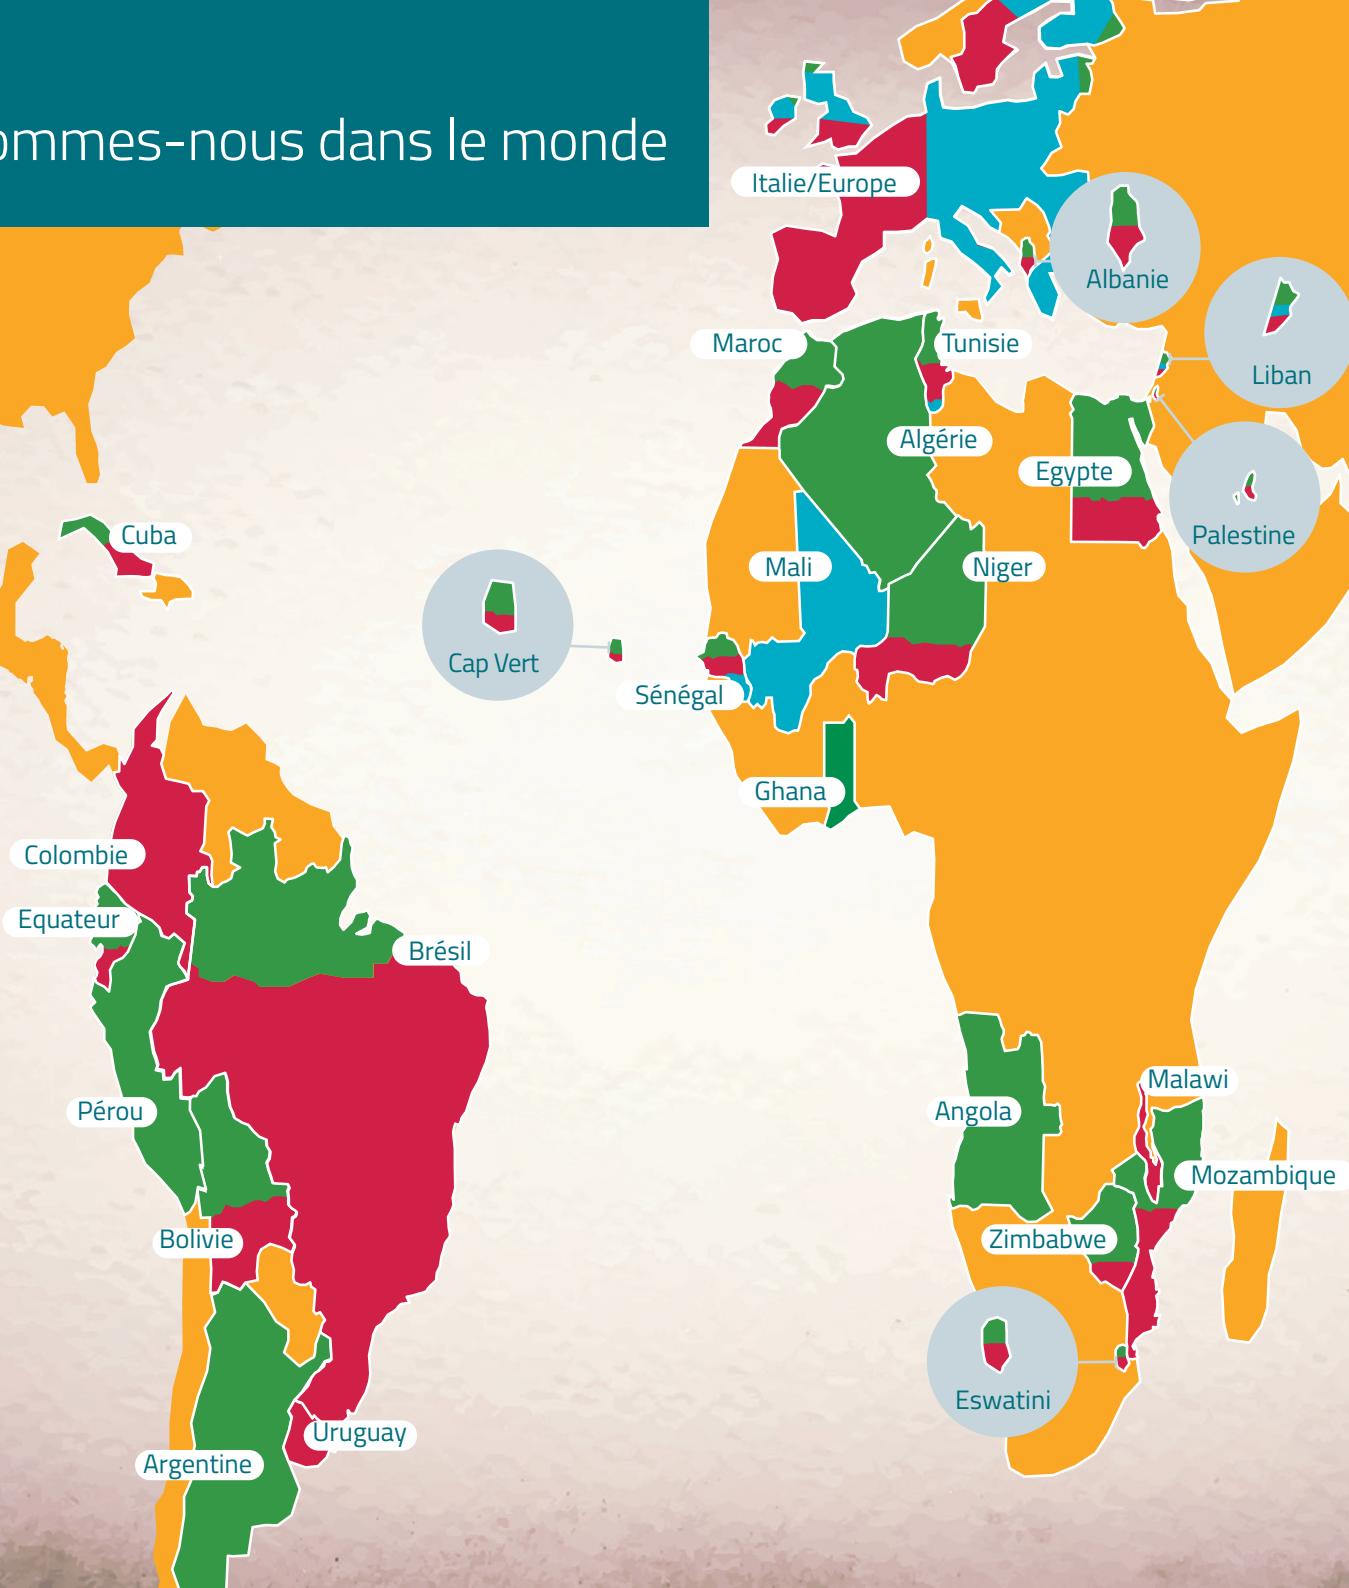 ommes-nous dans le monde
Italie/Europe
Albanie
Liban
Maroc
Tunisie
Algérie
Egypte
Palestine
Cuba
Mali
Niger
Cap Vert
Sénégal
Ghana
Colombie
Equateur
Brésil
Malawi
Pérou
Angola
Mozambique
Bolivie
Zimbabwe
Eswatini
Uruguay
Argentine